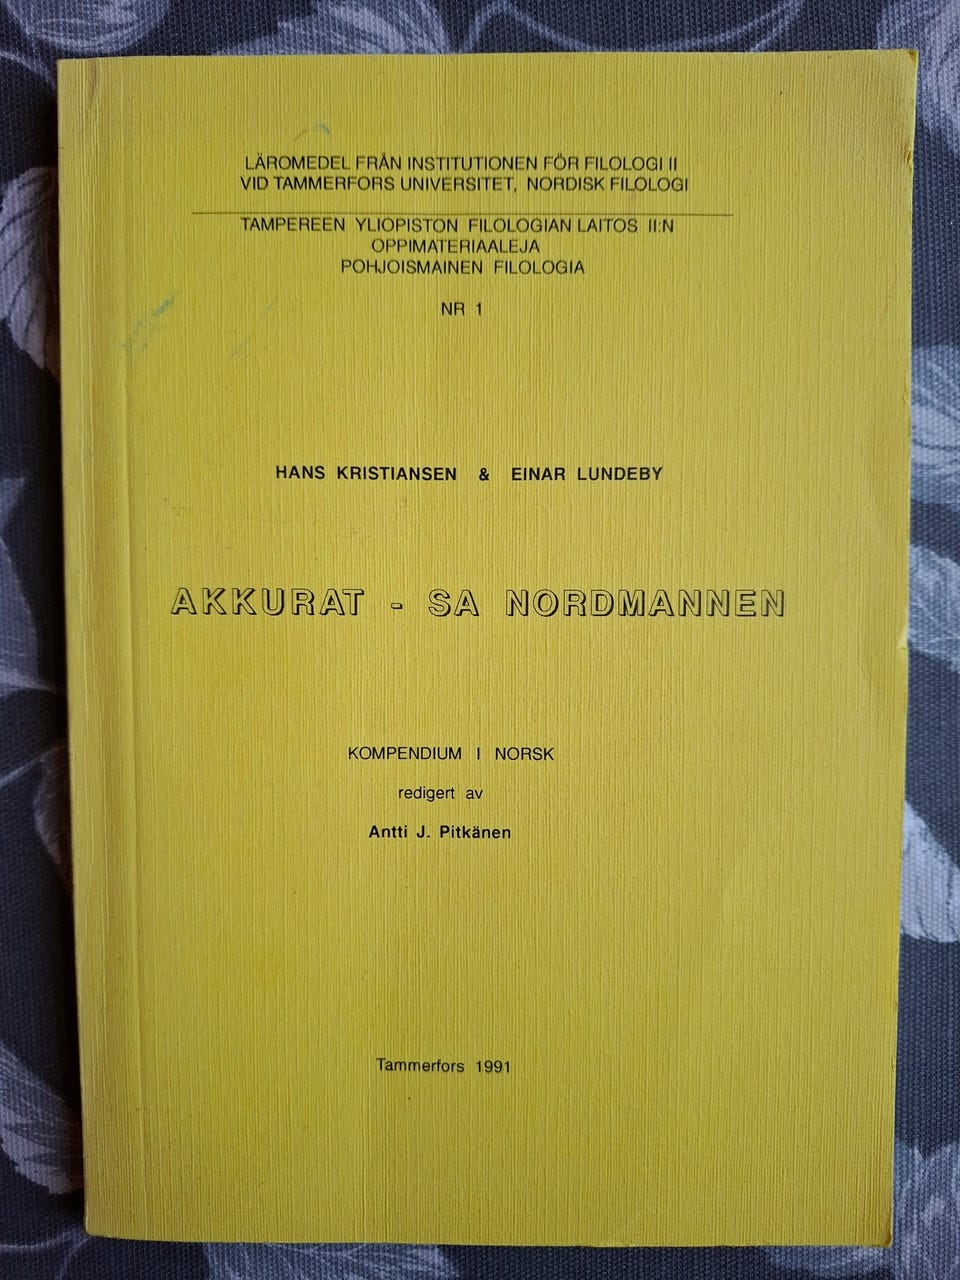 LÄROMEDEL FRÅN INSTITUTIONEN FÖR FILOLOGI II
VID TAMMERFORS UNIVERSITET, NORDISK FILOLOGI
TAMPEREEN YLIOPISTON FILOLOGIAN LAITOS II:N
OPPIMATERIAALEJA
POHJOISMAINEN FILOLOGIA
NR 1
HANS KRISTIANSEN & EINAR LUNDEBY
AKKURAT - SA NORDMANNEN
KOMPENDIUM I NORSK
redigert av
Antti J. Pitkänen
Tammerfors 1991